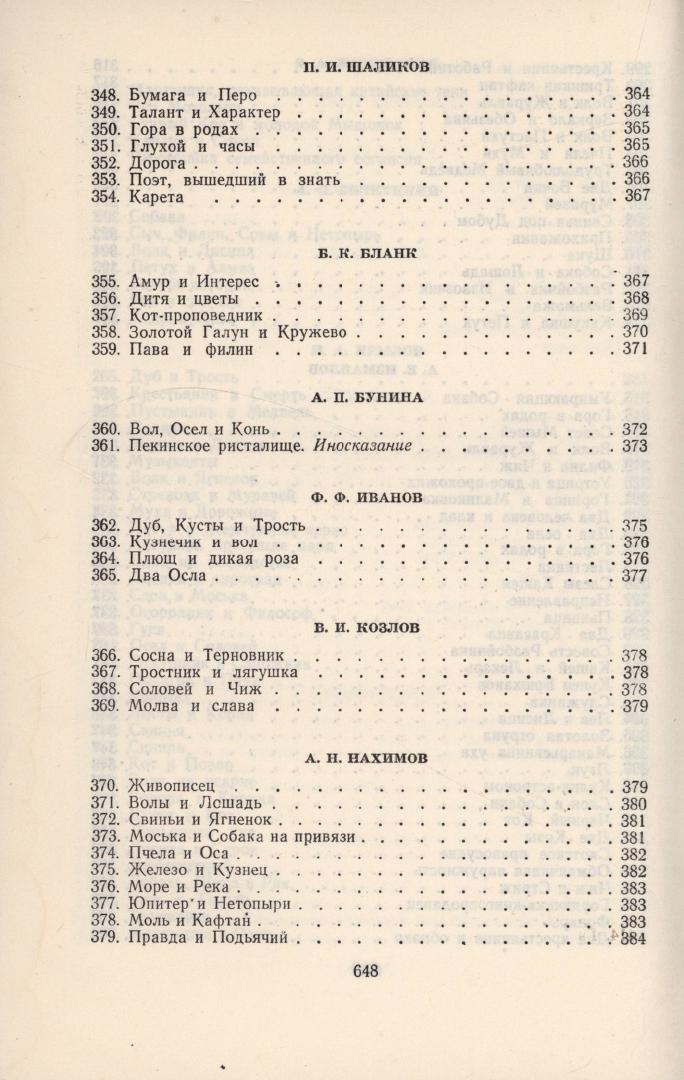 П. И. ШАЛИКОВ
348. Бумага и Перо . . . . . . . . . . . . . . . . 364
349. Талант и Характер . . . . . . . . . . . . . . . 364
350. Гора в родах . . . . . . . . . . . . . . . . . 365
351. Глухой и часы . . . . . . . . . . . . . . . . 365
352. Дорога . . . . . . . . . . . . . . . . . . . 366
353. Поэт, вышедший в знать . . . . . . . . . . . . . 366
354. Карета . . . . . . . . . . . . . . . . . . . 367
Б. К. БЛАНК
355. Амур и Интерес . . . . . . . . . . . . . . . . 367
356. Дитя и цветы . . . . . . . . . . . . . . . . . 368
357. Кот-проповедник . . . . . . . . . . . . . . . . 369
358. Золотой Галун и Кружево . . . . . . . . . . . . . 370
359. Пава и филин . . . . . . . . . . . . . . . . 371
А. П. БУНИНА
360. Вол, Осел и Конь . . . . . . . . . . . . . . . . 372
361. Пекинское ристалище. Иносказание . . . . . . . . . 373
Ф. Ф. ИВАНОВ
362. Дуб, Кусты и Трость . . . . . . . . . . . . . . 375
363. Кузнечик и вол . . . . . . . . . . . . . . . . 376
364. Плющ и дикая роза . . . . . . . . . . . . . . 376
365. Два Осла . . . . . . . . . . . . . . . . . . 377
В. И. КОЗЛОВ
366. Сосна и Терновник . . . . . . . . . . . . . . . 378
367. Тростник и лягушка . . . . . . . . . . . . . . 378
368. Соловей и Чиж . . . . . . . . . . . . . . . . 378
369. Молва и слава . . . . . . . . . . . . . . . . 379
А. Н. НАХИМОВ
370. Живописец . . . . . . . . . . . . . . . . . . 379
371. Волы и Лошадь . . . . . . . . . . . . . . . . 380
372. Свиньи и Ягненок . . . . . . . . . . . . . . . . 381
373. Моська и Собака на привязи . . . . . . . . . . . . 381
374. Пчела и Оса . . . . . . . . . . . . . . . . . 382
375. Железо и Кузнец . . . . . . . . . . . . . . . . 382
376. Море и Река . . . . . . . . . . . . . . . . . 383
377. Юпитер и Нетопыри . . . . . . . . . . . . . . . 383
378. Моль и Кафтан . . . . . . . . . . . . . . . . 383
379. Правда и Подьячий . . . . . . . . . . . . . . . 384
648